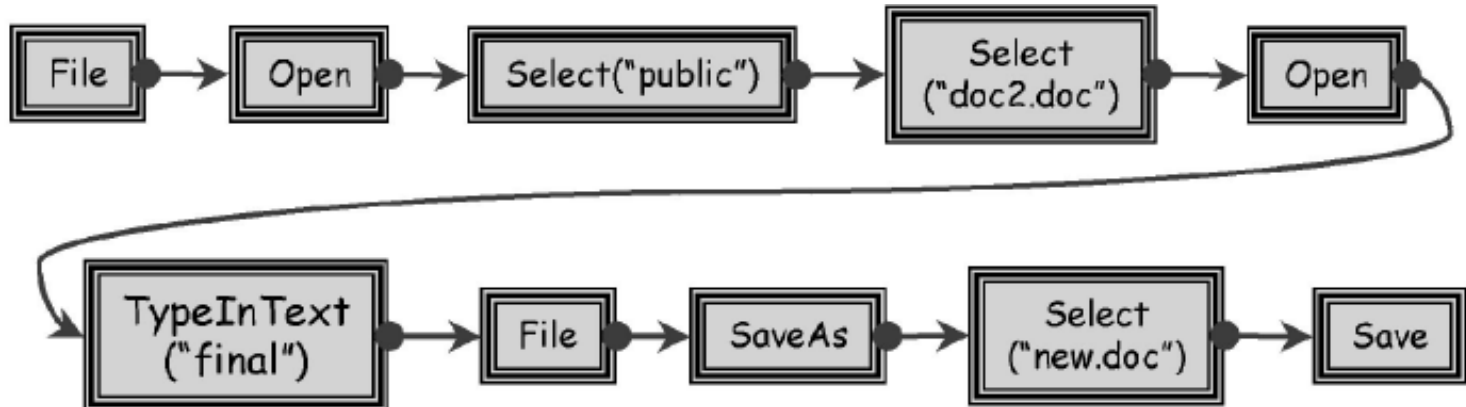 File
Open
Select("public")
Select
("doc2.doc")
Open
TypeInText
("final")
File
SaveAs
Select
("new.doc")
Save